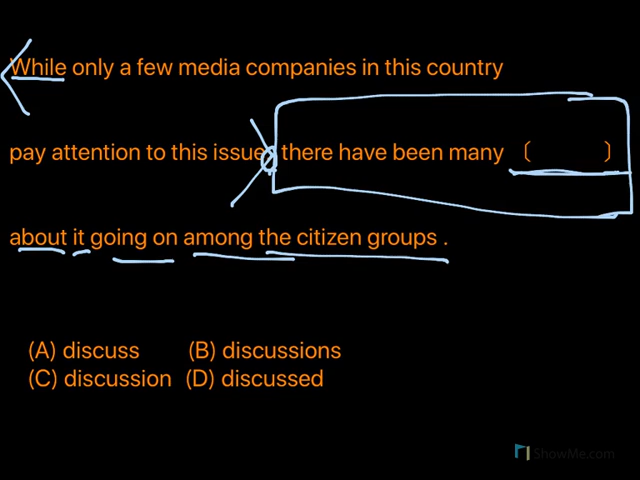 While only a few media companies in this country
pay attention to this issue, there have been many 〔 〕
about it going on among the citizen groups .
(A) discuss (B) discussions
(C) discussion (D) discussed
ShowMe.com